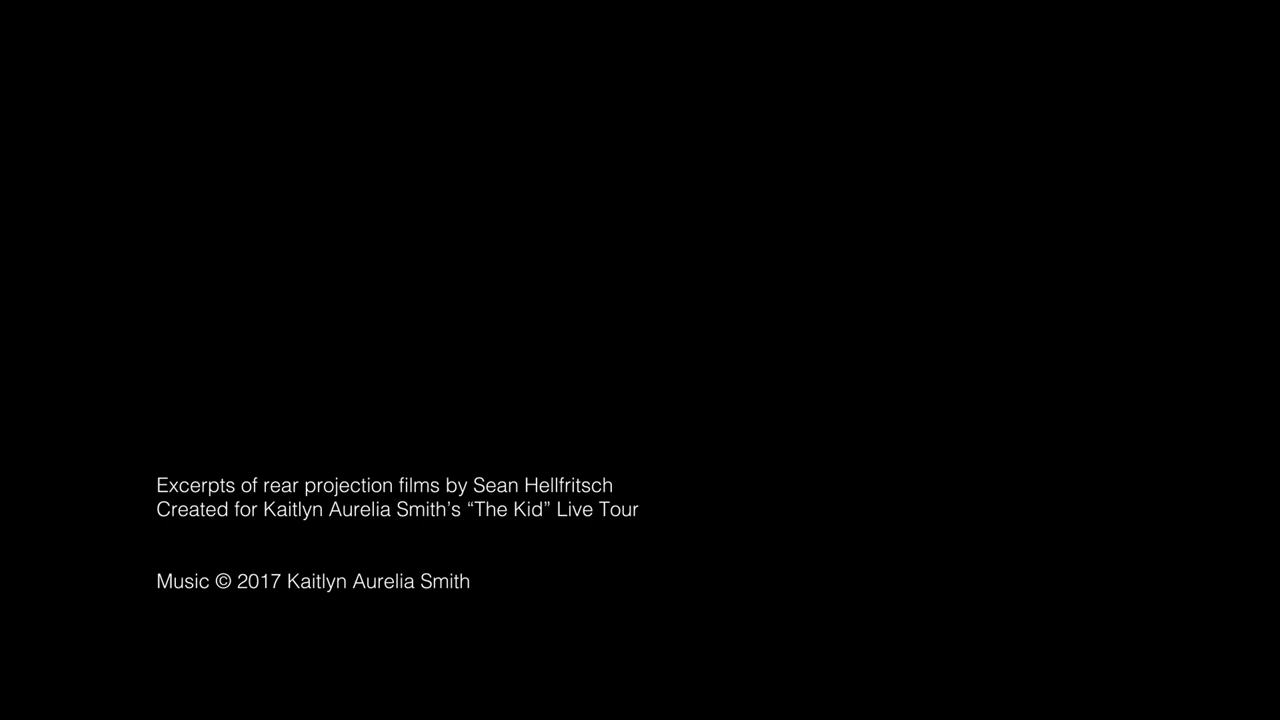 Excerpts of rear projection films by Sean Hellfritsch
Created for Kaitlyn Aurelia Smith’s “The Kid” Live Tour
Music © 2017 Kaitlyn Aurelia Smith